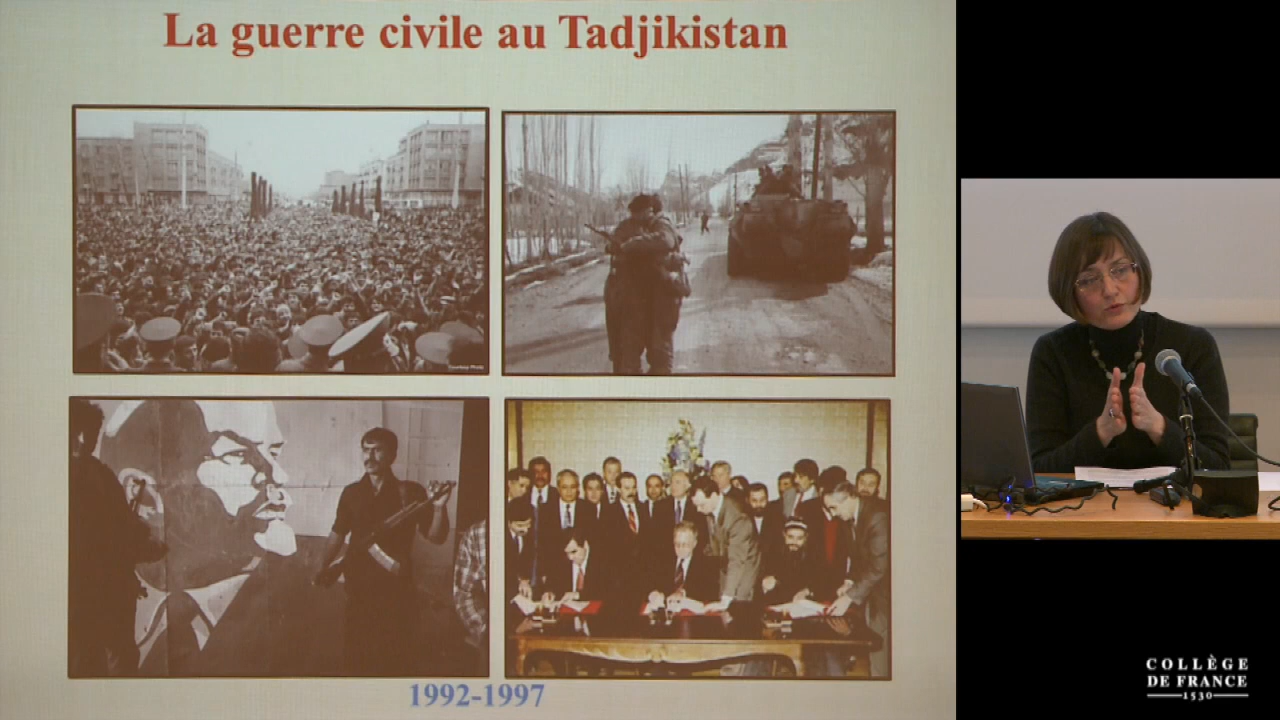 La guerre civile au Tadjikistan
1992-1997
COLLÈGE
DE FRANCE
1530